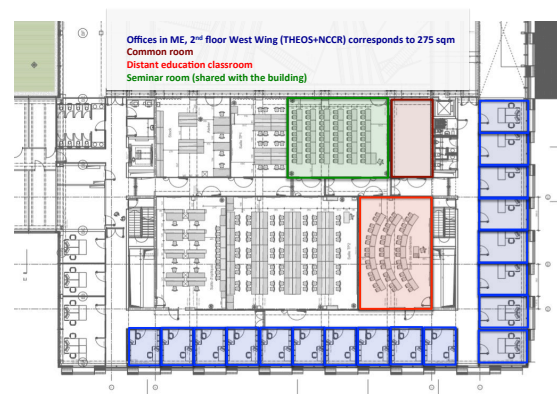 Offices in ME, 2nd floor West Wing (THEOS+NCCR) corresponds to 275 sqm
Common room
Distant education classroom
Seminar room (shared with the building)